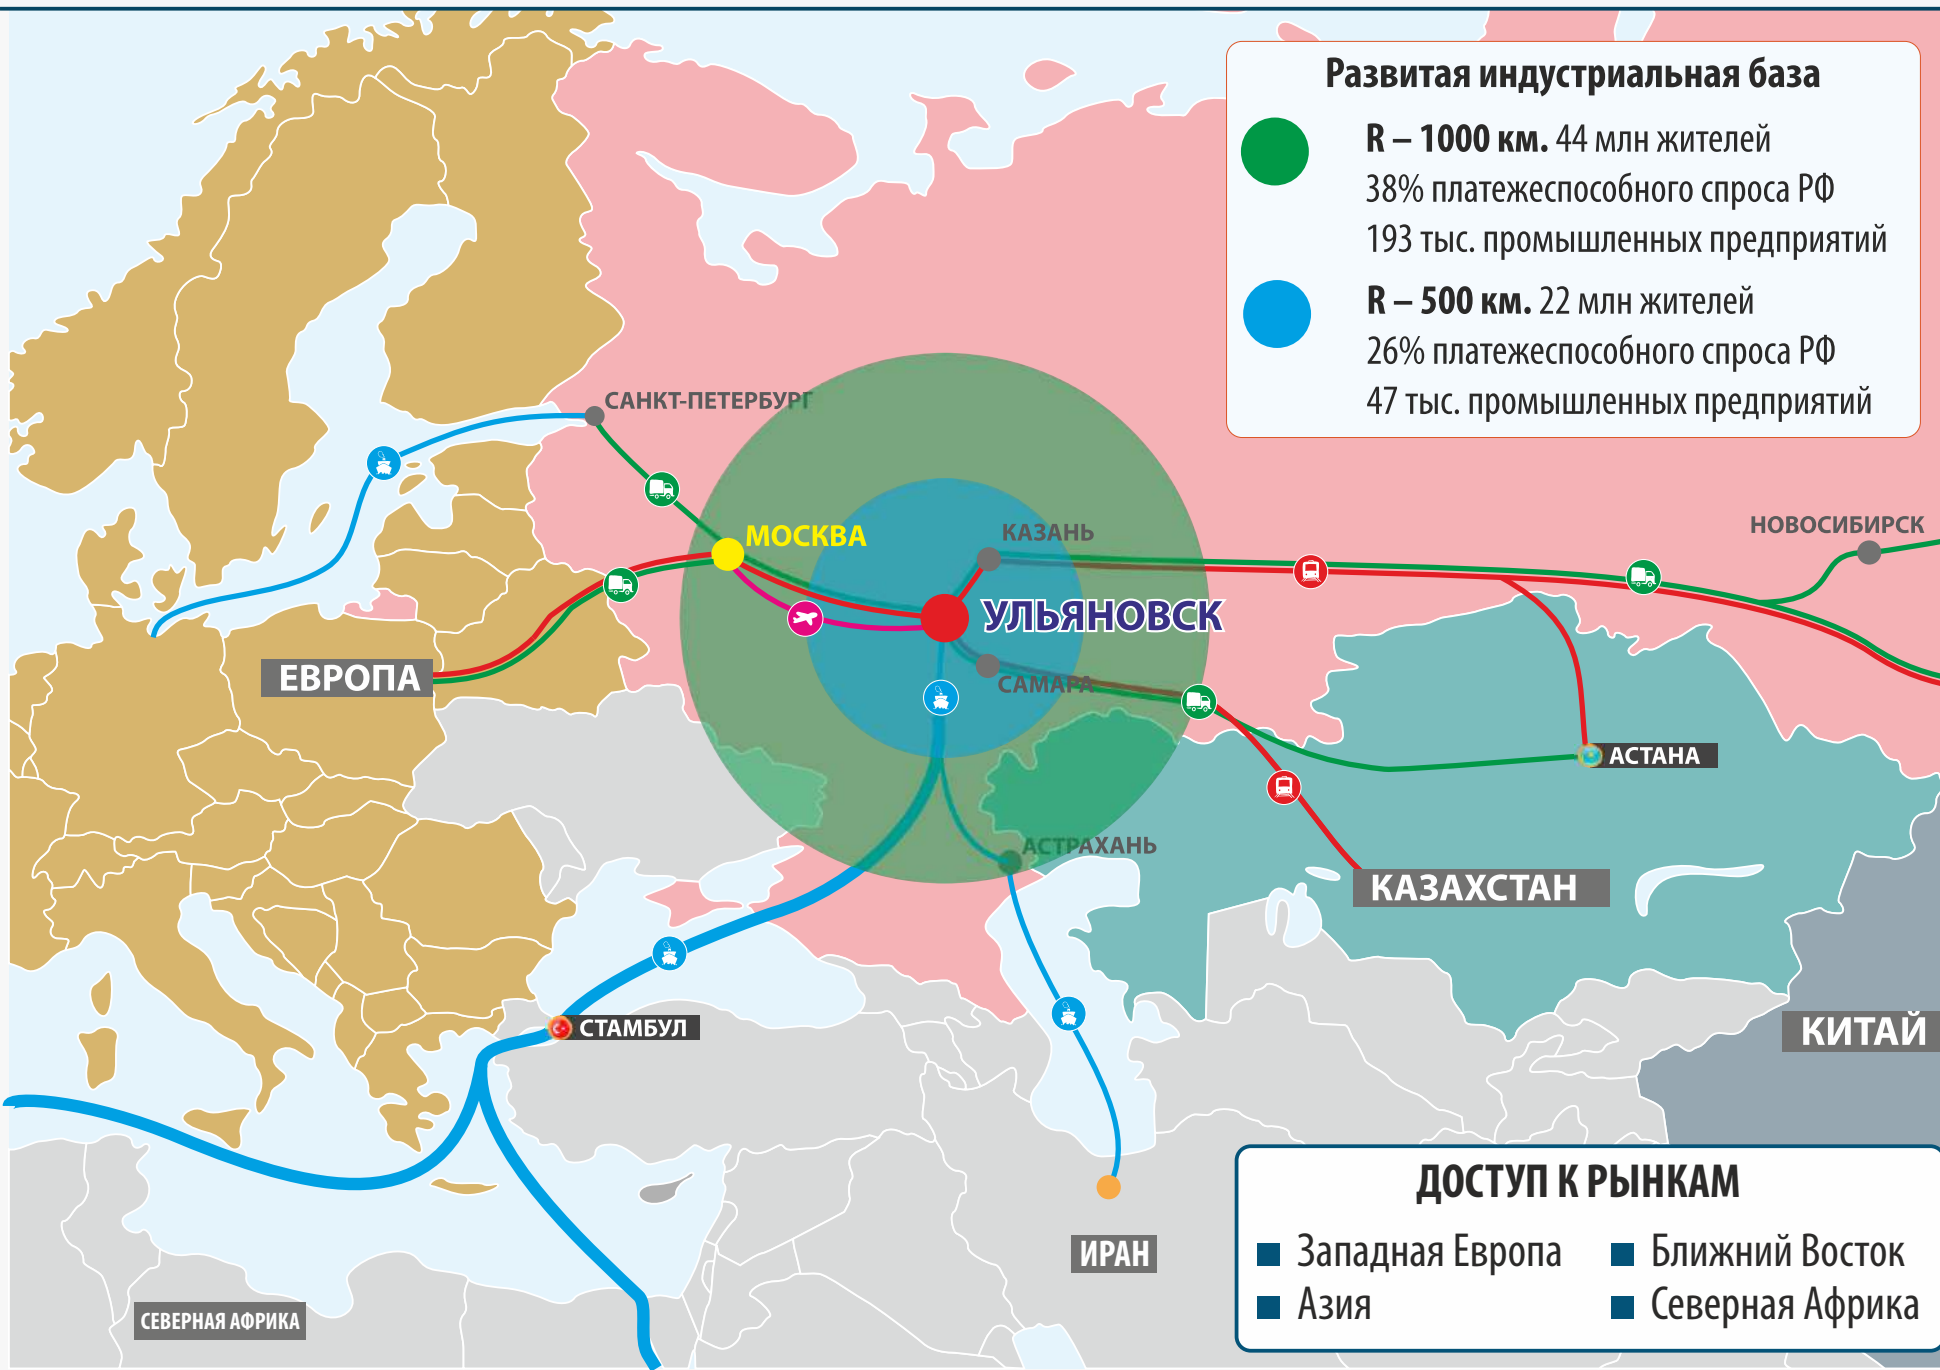 Развитая индустриальная база
R – 1000 км. 44 млн жителей
38% платежеспособного спроса РФ
193 тыс. промышленных предприятий
R – 500 км. 22 млн жителей
26% платежеспособного спроса РФ
47 тыс. промышленных предприятий
САНКТ-ПЕТЕРБУРГ
МОСКВА
КАЗАНЬ
НОВОСИБИРСК
УЛЬЯНОВСК
ЕВРОПА
САМАРА
АСТАНА
АСТРАХАНЬ
КАЗАХСТАН
СТАМБУЛ
КИТАЙ
ИРАН
СЕВЕРНАЯ АФРИКА
ДОСТУП К РЫНКАМ
Западная Европа
Азия
Ближний Восток
Северная Африка